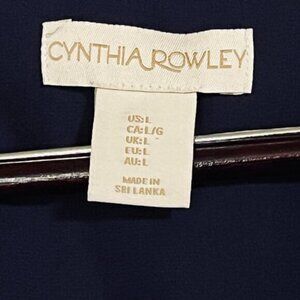 CYNTHIA ROWLEY
US:L
CA:L/G
UK:L
EU:L
AU:L
MADE IN
SRI LANKA